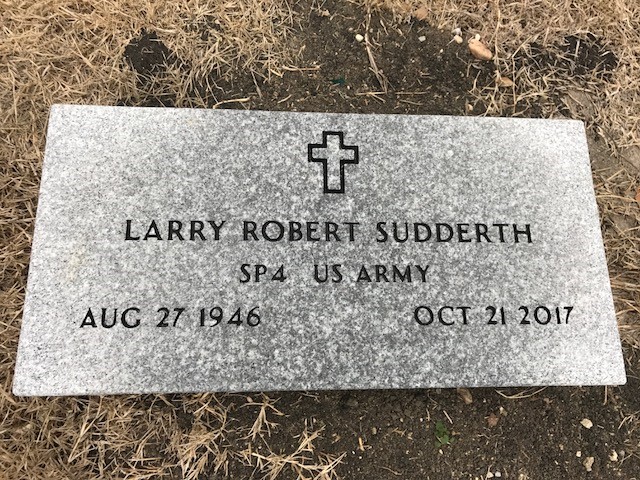 LARRY ROBERT SUDDERTH
SP4 US ARMY
AUG 27 1946 OCT 21 2017